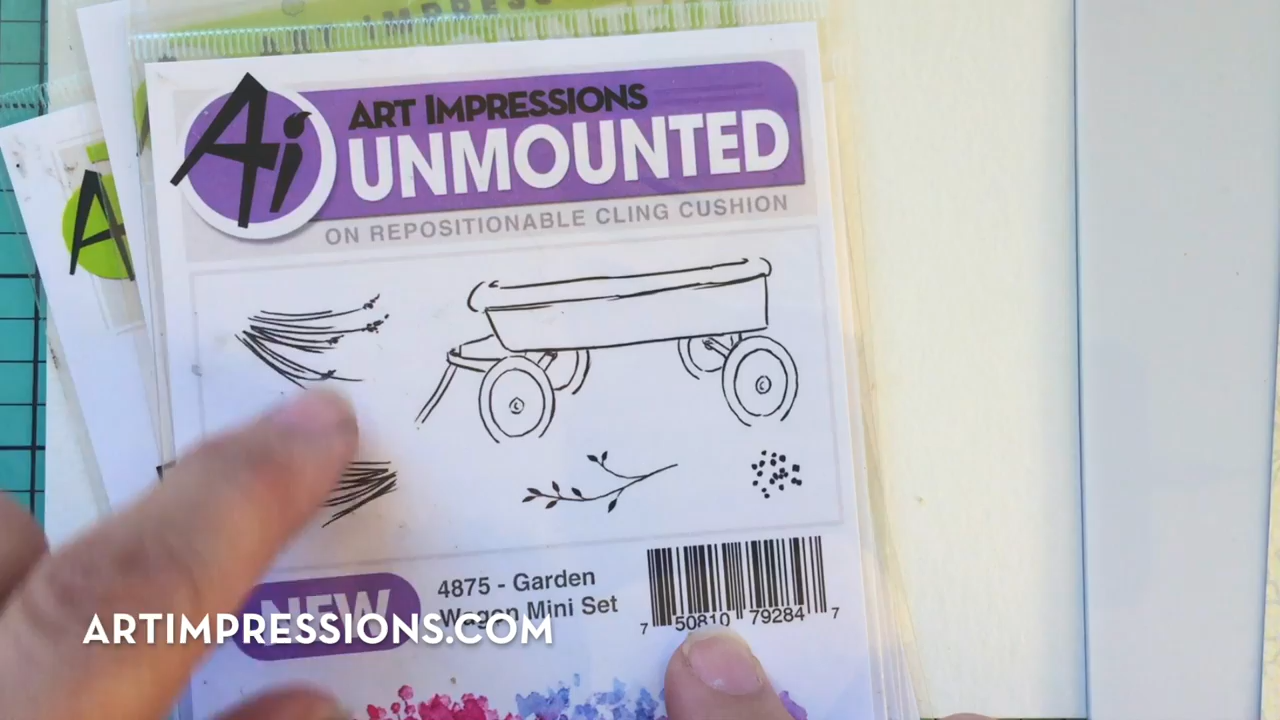 IMPRESS
Ai
ART IMPRESSIONS
UNMOUNTED
ON REPOSITIONABLE CLING CUSHION
NEW
4875 - Garden
Wagon Mini Set
7 50810 79284 7
ARTIMPRESSIONS.COM